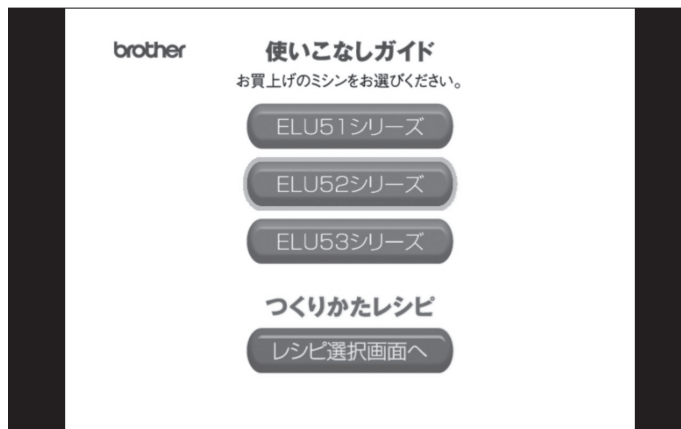 brother
使いこなしガイド
お買上げのミシンをお選びください。
ELU51シリーズ
ELU52シリーズ
ELU53シリーズ
つくりかたレシピ
レシピ選択画面へ